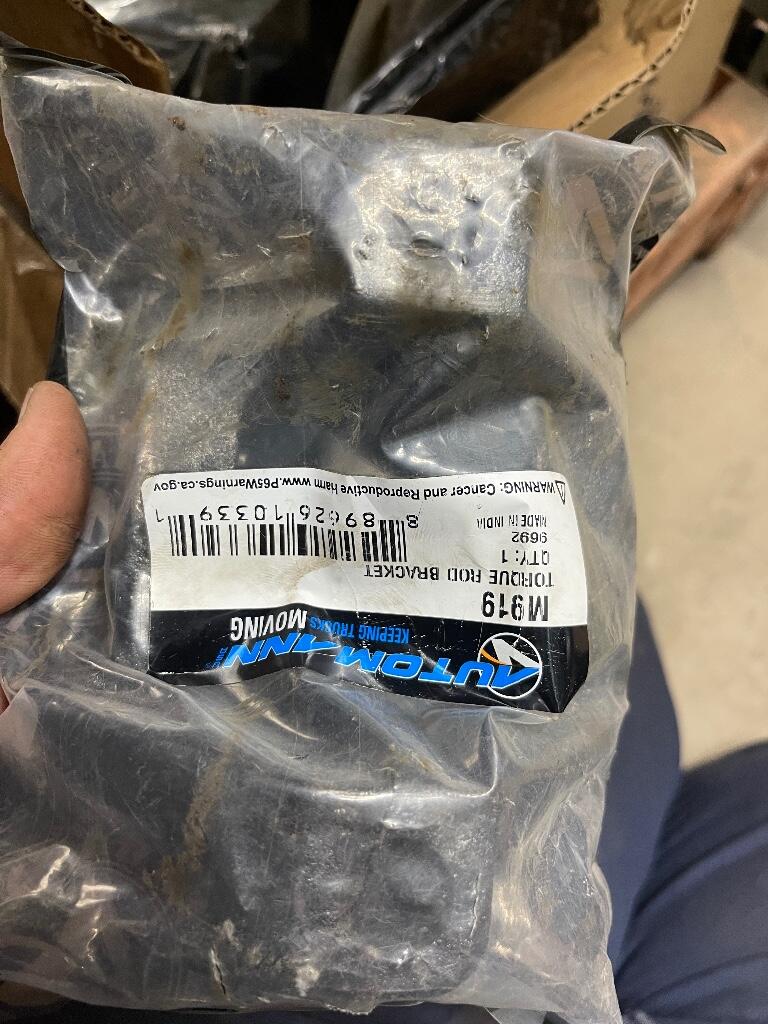 AUTOMANN
KEEPING TRUCKS MOVING
M919
TORQUE ROD BRACKET
QTY: 1
9692
MADE IN INDIA
8 89626 10339 1
WARNING: Cancer and Reproductive Harm www.P65Warnings.ca.gov